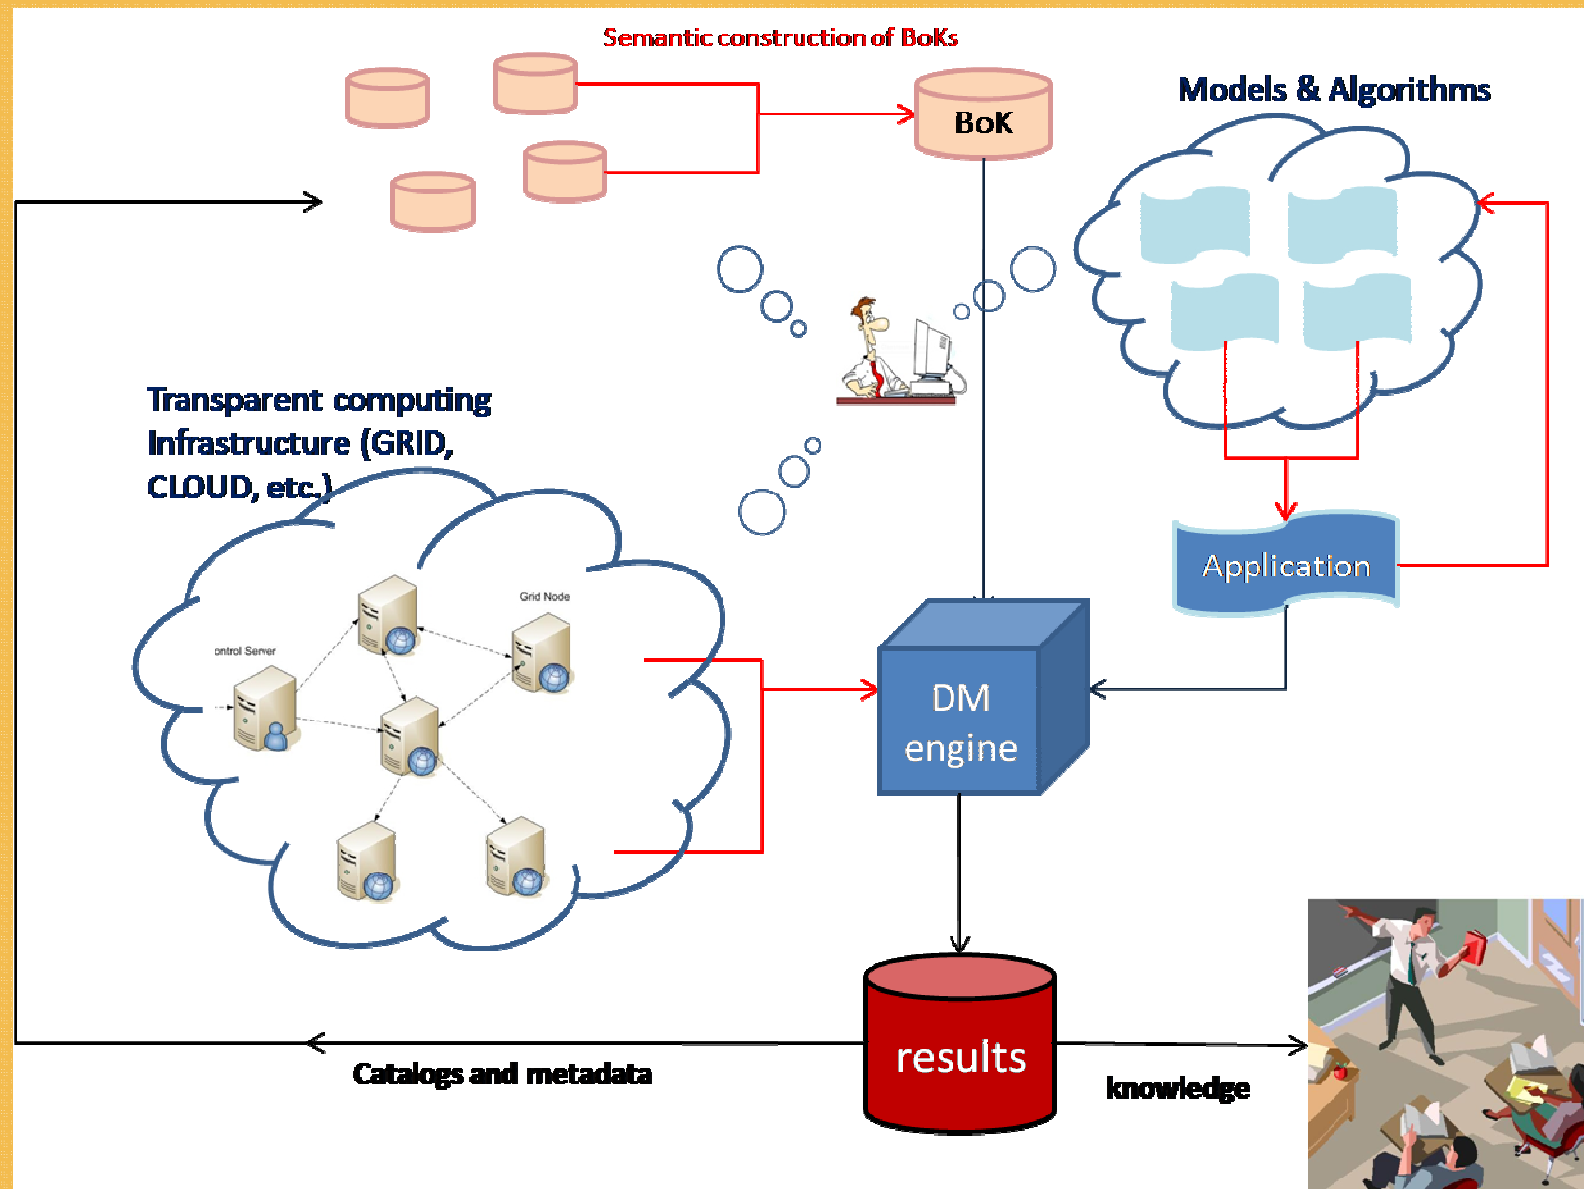 Semantic construction of BoKs
BoK
Models & Algorithms
Transparent computing
Infrastructure (GRID,
CLOUD, etc.)
Grid Node
ontrol Server
Application
DM
engine
results
Catalogs and metadata
knowledge